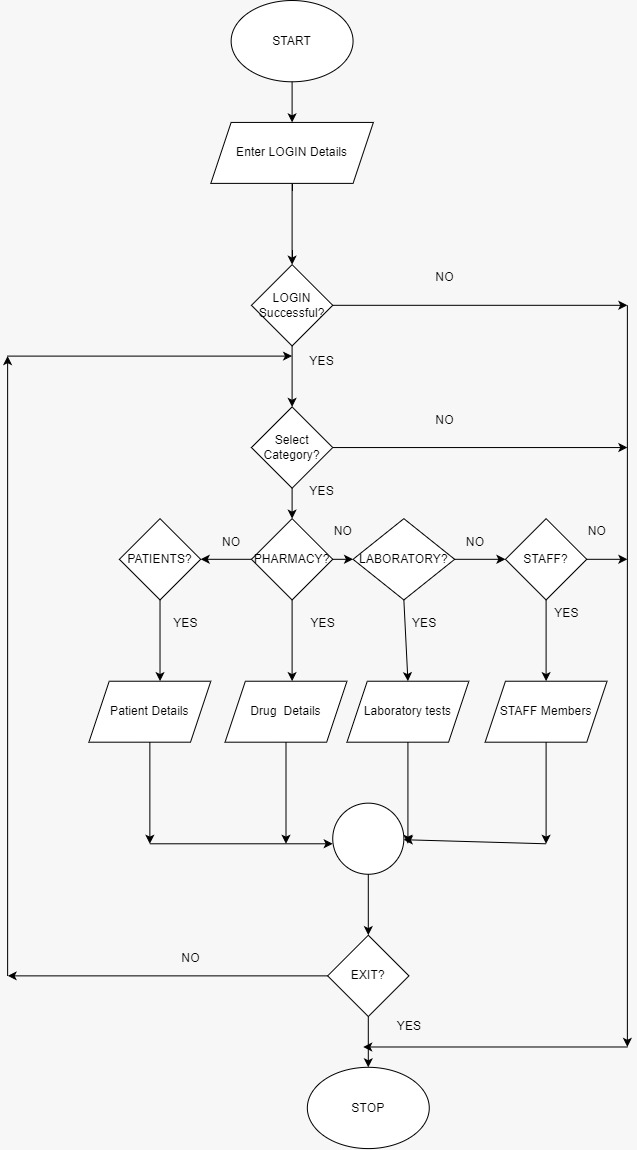 START
Enter LOGIN Details
NO
LOGIN
Successful?
YES
NO
Select
Category?
YES
NO
NO
NO
NO
PATIENTS?
PHARMACY?
LABORATORY?
STAFF?
YES
YES
YES
YES
Patient Details
Drug  Details
Laboratory tests
STAFF Members
NO
EXIT?
YES
STOP